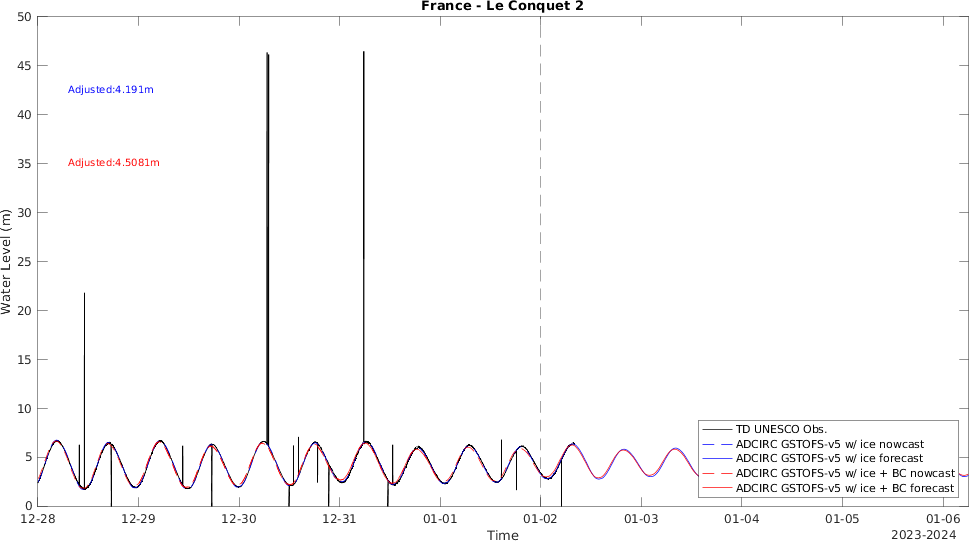 France - Le Conquet 2
50
45
40
35
30
25
20
15
10
5
0
Water Level (m)
Adjusted:4.191m
Adjusted:4.5081m
TD UNESCO Obs.
ADCIRC GSTOFS-v5 w/ ice nowcast
ADCIRC GSTOFS-v5 w/ ice forecast
ADCIRC GSTOFS-v5 w/ ice + BC nowcast
ADCIRC GSTOFS-v5 w/ ice + BC forecast
12-28 12-29 12-30 12-31 01-01 01-02 01-03 01-04 01-05 01-06
Time
2023-2024